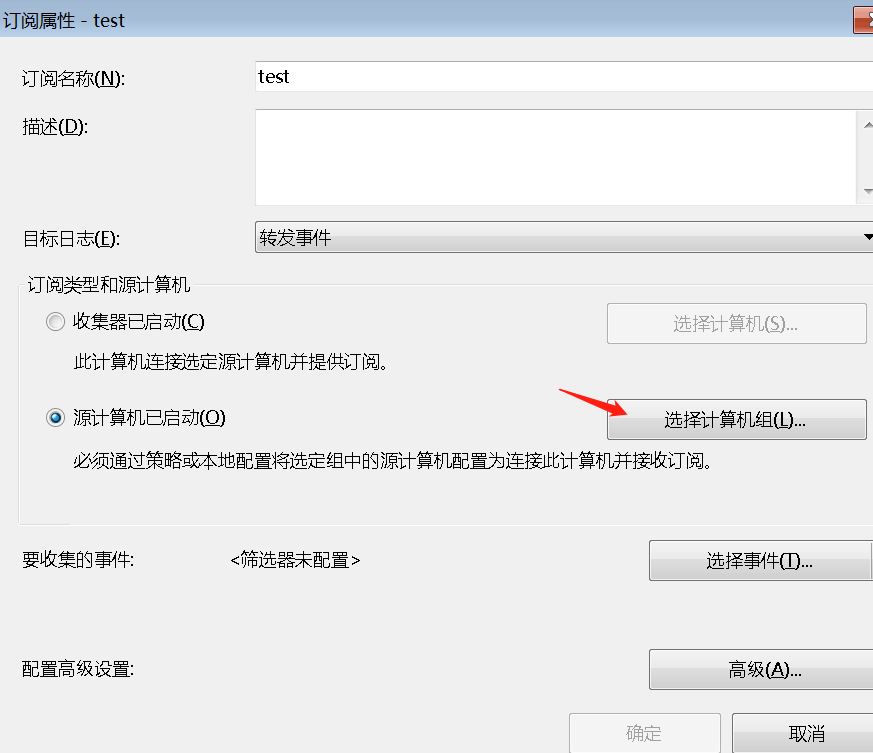 订阅属性 - test
订阅名称(N):
test
描述(D):
目标日志(E):
转发事件
订阅类型和源计算机
收集器已启动(C)
选择计算机(S)...
此计算机连接选定源计算机并提供订阅。
源计算机已启动(O)
选择计算机组(L)...
必须通过策略或本地配置将选定组中的源计算机配置为连接此计算机并接收订阅。
要收集的事件:
<筛选器未配置>
选择事件(T)...
配置高级设置:
高级(A)...
确定
取消